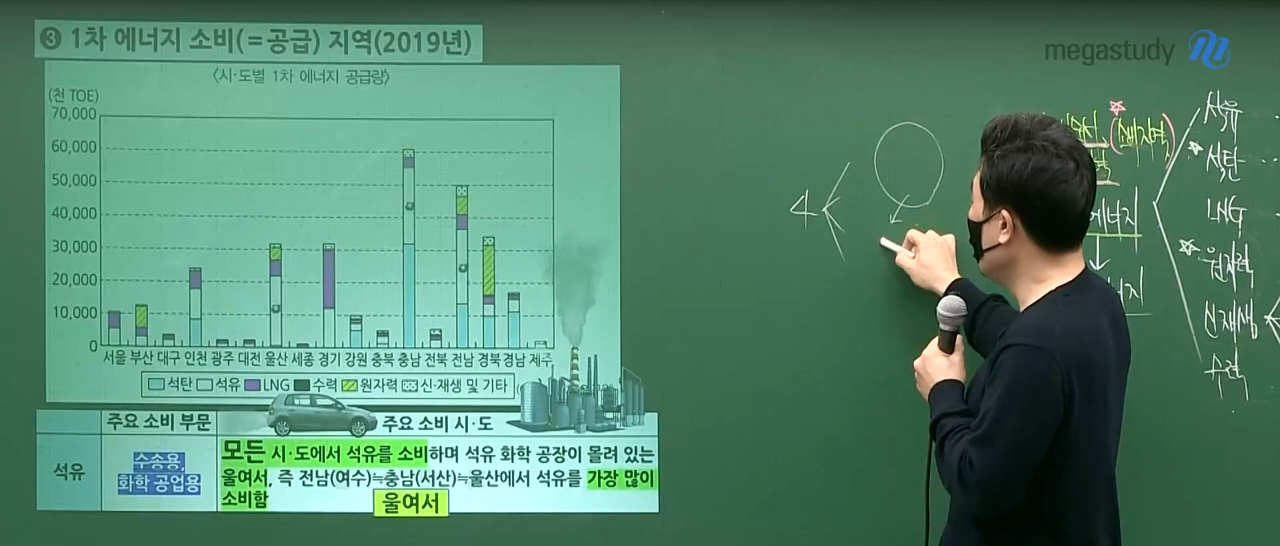 ❸ 1차 에너지 소비(=공급) 지역(2019년)
<시·도별 1차 에너지 공급량>
(천 TOE)
70,000
60,000
50,000
40,000
30,000
20,000
10,000
0
서울 부산 대구 인천 광주 대전 울산 세종 경기 강원 충북 충남 전북 전남 경북 경남 제주
석탄 석유 LNG 수력 원자력 신·재생 및 기타
주요 소비 부문 주요 소비 시·도
석유
수송용,
화학 공업용
모든 시·도에서 석유를 소비하며 석유 화학 공장이 몰려 있는
울여서, 즉 전남(여수)≒충남(서산)≒울산에서 석유를 가장 많이
소비함
울여서
megastudy
4
(소비지역)
에너지
석유
석탄
LNG
원자력
신재생
수력